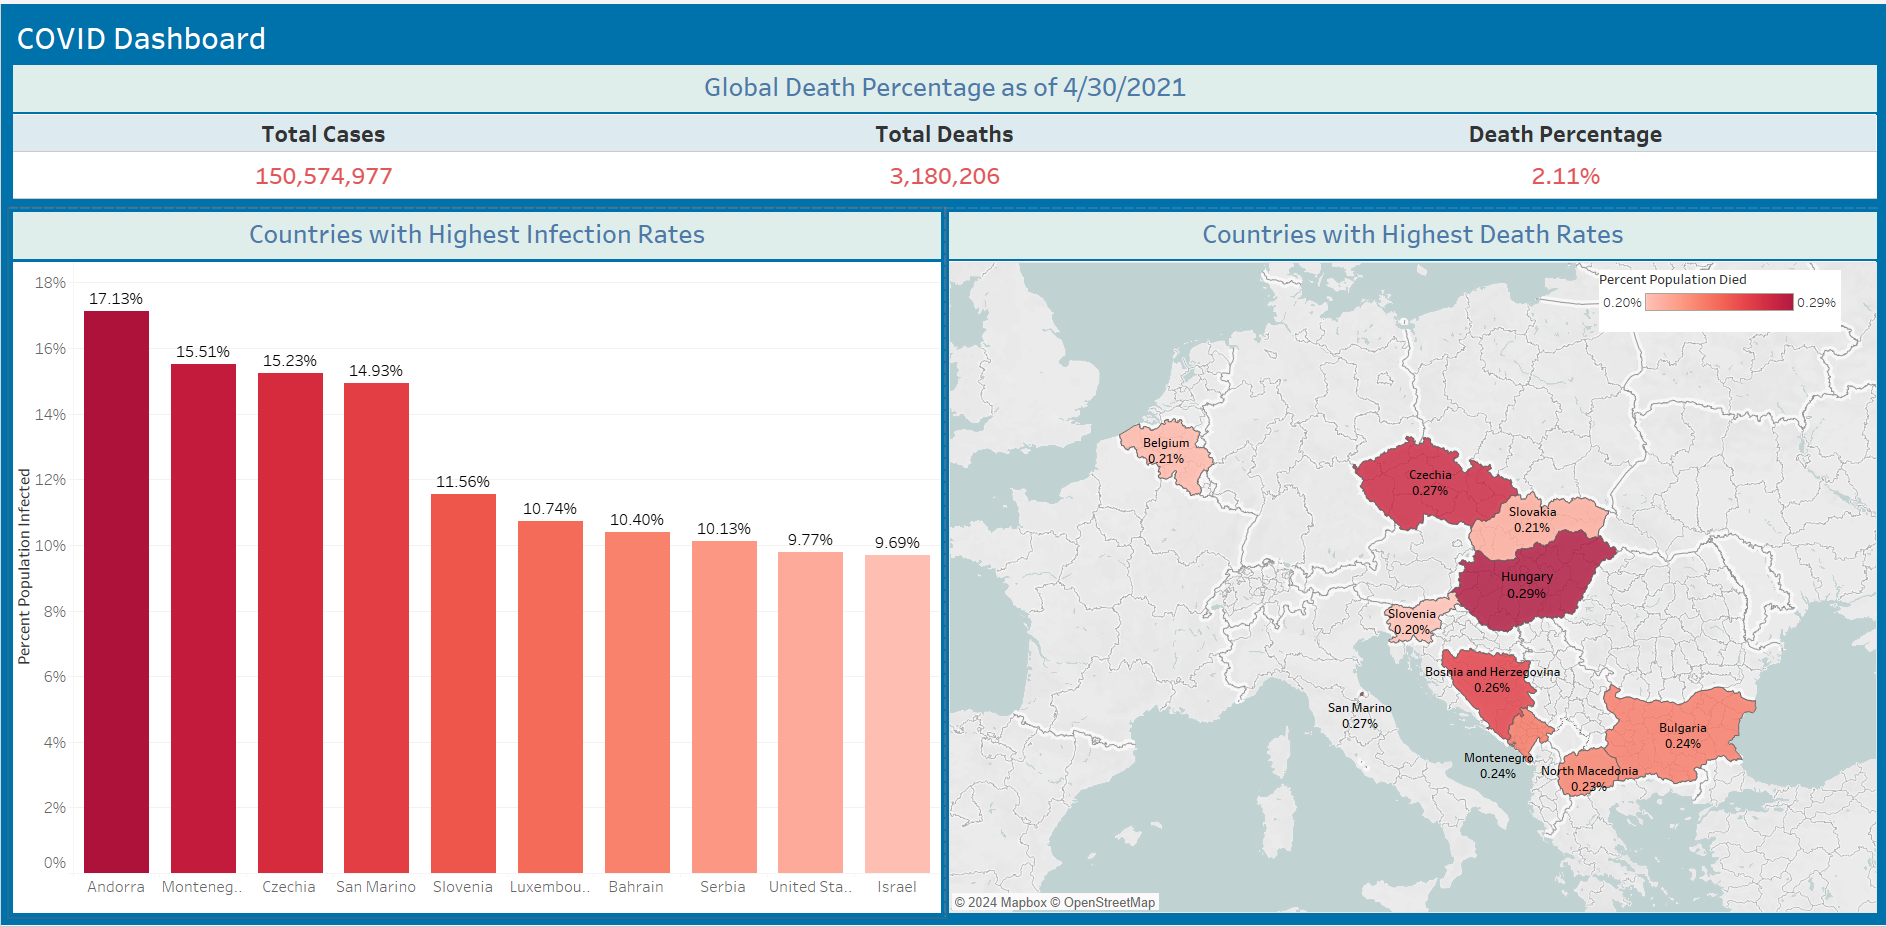 COVID Dashboard
Global Death Percentage as of 4/30/2021
Total Cases Total Deaths Death Percentage
150,574,977 3,180,206 2.11%
Countries with Highest Infection Rates
Percent Population Infected
18%
16%
14%
12%
10%
8%
6%
4%
2%
0%
17.13%
15.51%
15.23%
14.93%
11.56%
10.74%
10.40%
10.13%
9.77%
9.69%
Andorra Monteneg.. Czechia San Marino Slovenia Luxembou.. Bahrain Serbia United Sta.. Israel
Countries with Highest Death Rates
Percent Population Died
0.20% 0.29%
Belgium
0.21%
Czechia
0.27%
Slovakia
0.21%
Hungary
0.29%
Slovenia
0.20%
Bosnia and Herzegovina
0.26%
San Marino
0.27%
Bulgaria
0.24%
Montenegro
0.24%
North Macedonia
0.23%
© 2024 Mapbox © OpenStreetMap